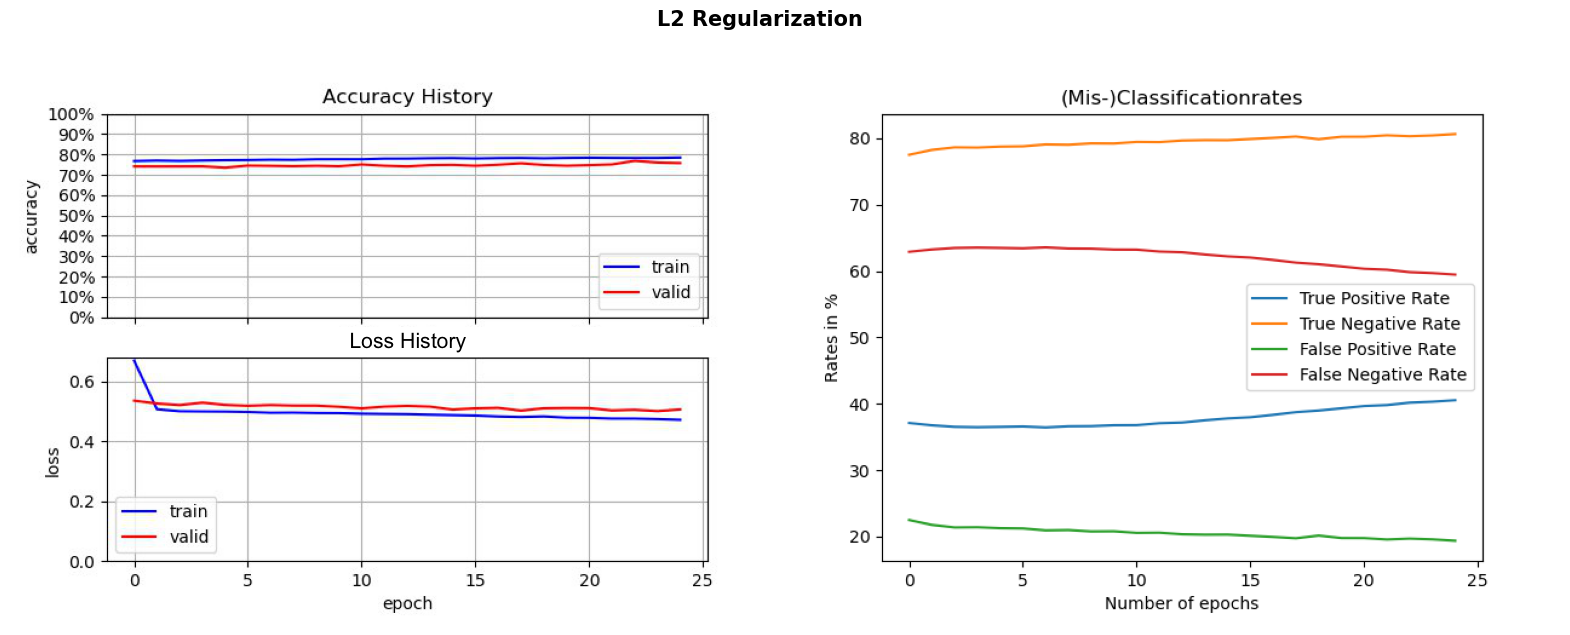 L2 Regularization
Accuracy History
100%
90%
80%
70%
60%
50%
40%
30%
20%
10%
0%
accuracy
train
valid
Loss History
0.6
0.4
0.2
0.0
loss
train
valid
0 5 10 15 20 25
epoch
(Mis-)Classificationrates
80
70
60
50
40
30
20
Rates in %
True Positive Rate
True Negative Rate
False Positive Rate
False Negative Rate
0 5 10 15 20 25
Number of epochs